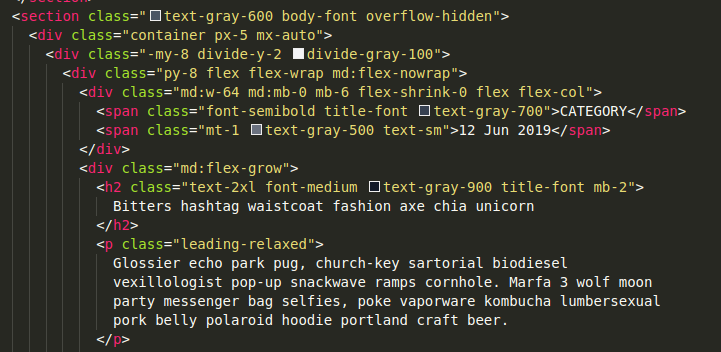 </section>
<section class="text-gray-600 body-font overflow-hidden">
<div class="container px-5 mx-auto">
<div class="-my-8 divide-y-2 divide-gray-100">
<div class="py-8 flex flex-wrap md:flex-nowrap">
<div class="md:w-64 md:mb-0 mb-6 flex-shrink-0 flex flex-col">
<span class="font-semibold title-font text-gray-700">CATEGORY</span>
<span class="mt-1 text-gray-500 text-sm">12 Jun 2019</span>
</div>
<div class="md:flex-grow">
<h2 class="text-2xl font-medium text-gray-900 title-font mb-2">
Bitters hashtag waistcoat fashion axe chia unicorn
</h2>
<p class="leading-relaxed">
Glossier echo park pug, church-key sartorial biodiesel
vexillologist pop-up snackwave ramps cornhole. Marfa 3 wolf moon
party messenger bag selfies, poke vaporware kombucha lumbersexual
pork belly polaroid hoodie portland craft beer.
</p>